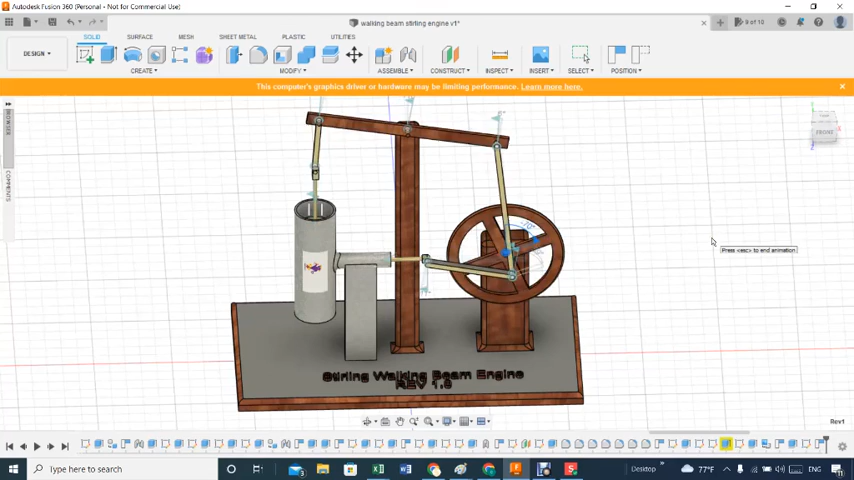 Autodesk Fusion 360 (Personal - Not for Commercial Use)
walking beam stirling engine v1*
9 of 10
SOLID SURFACE MESH SHEET METAL PLASTIC UTILITIES
DESIGN
CREATE MODIFY ASSEMBLE CONSTRUCT INSPECT INSERT SELECT POSITION
This computer's graphics driver or hardware may be limiting performance. Learn more here.
BROWSER
COMMENTS
FRONT
Press <esc> to end animation
Stirling Walking Beam Engine
REV 1.0
Rev1
Type here to search
Desktop
77°F
ENG